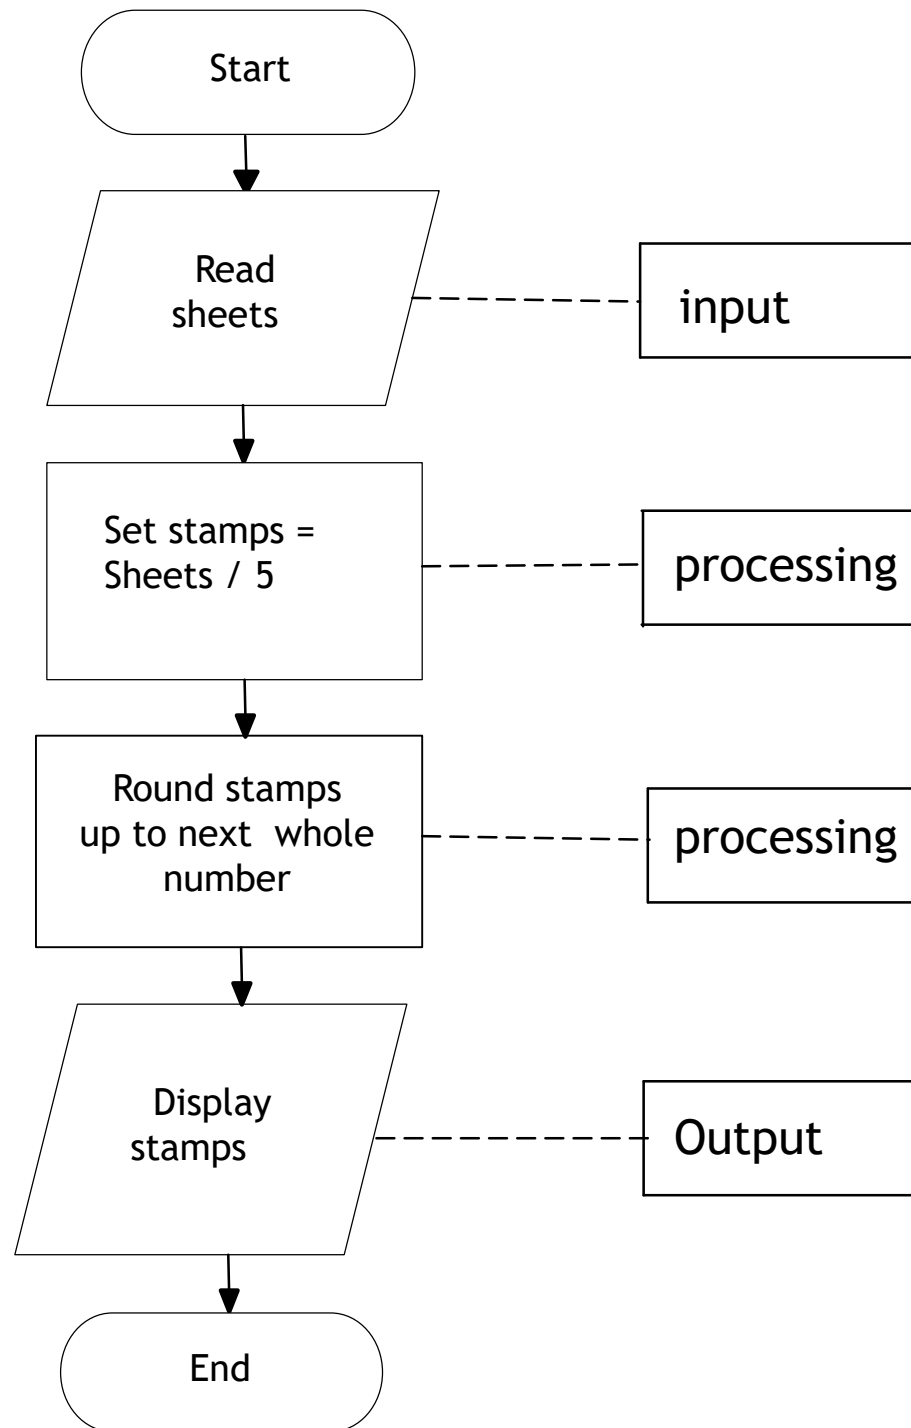 Start
Read
sheets
input
Set stamps =
Sheets / 5
processing
Round stamps
up to next whole
number
processing
Display
stamps
Output
End